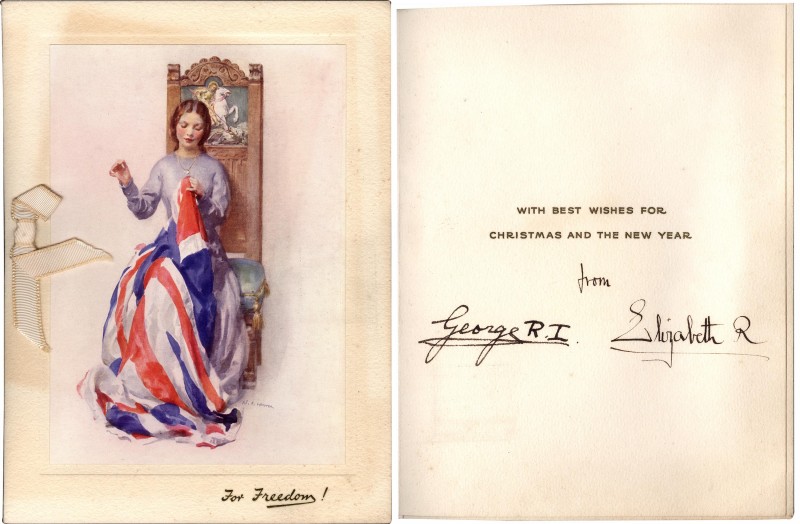 For Freedom!
WITH BEST WISHES FOR
CHRISTMAS AND THE NEW YEAR
from
George R.I.
Elizabeth R